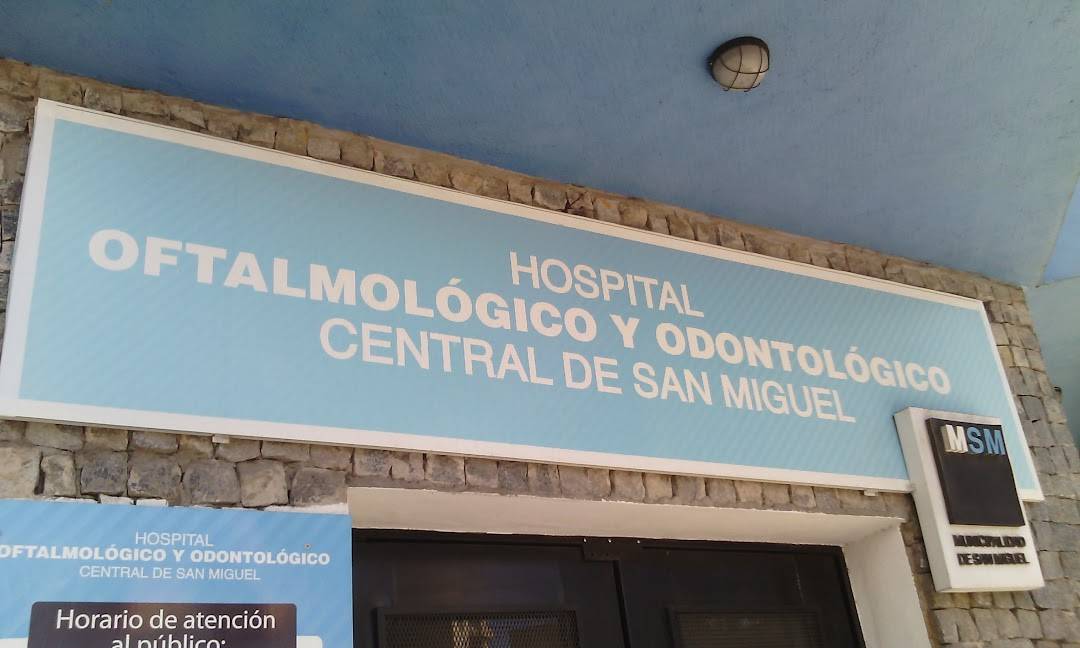 HOSPITAL
OFTALMOLÓGICO Y ODONTOLÓGICO
CENTRAL DE SAN MIGUEL
MSM
MUNICIPALIDAD
DE SAN MIGUEL
HOSPITAL
OFTALMOLÓGICO Y ODONTOLÓGICO
CENTRAL DE SAN MIGUEL
Horario de atención
al público: